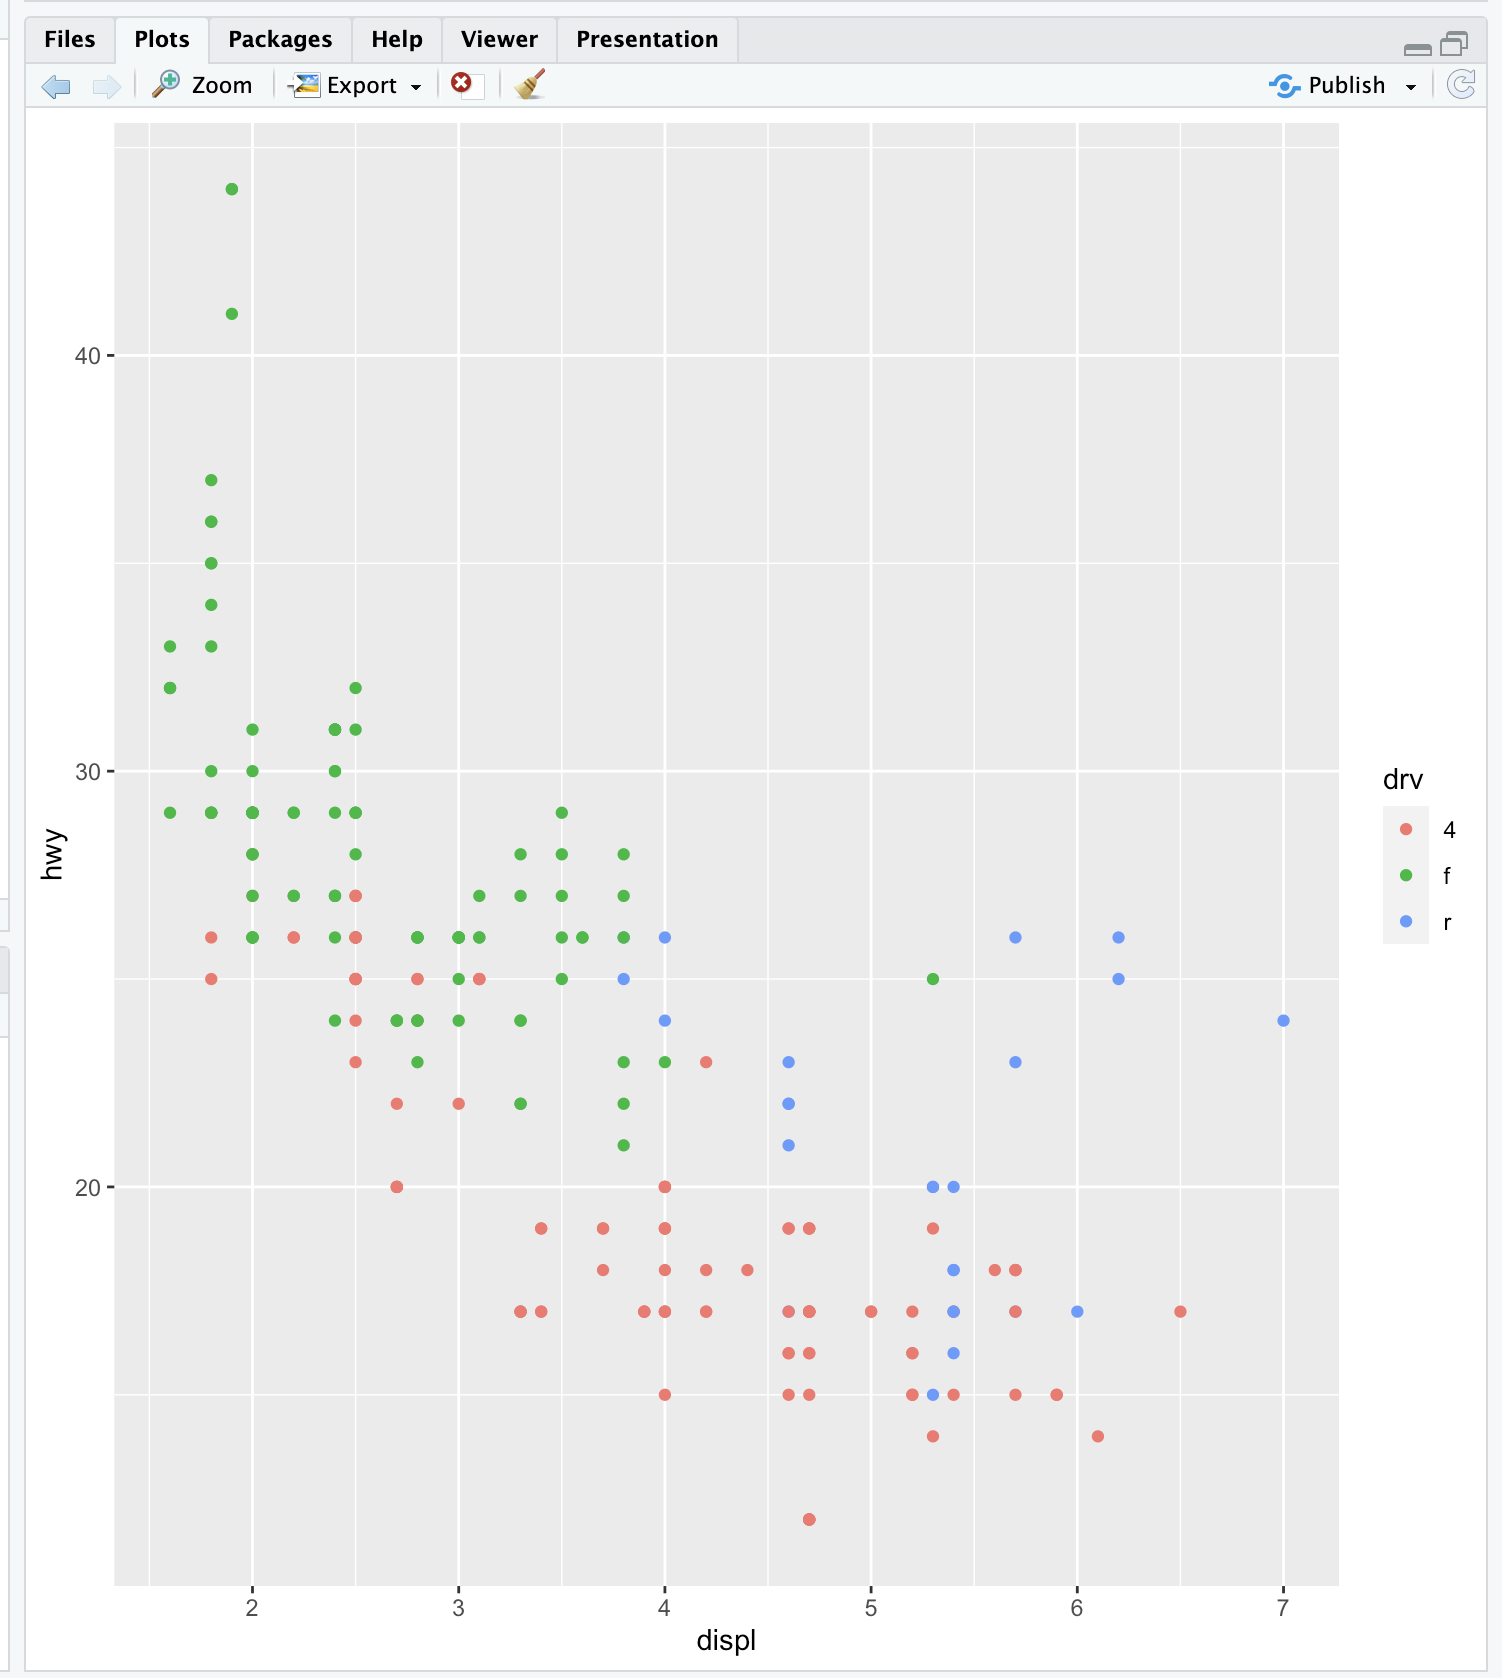 Files Plots Packages Help Viewer Presentation
Zoom Export Publish
40
30
20
hwy
2 3 4 5 6 7
displ
drv
4
f
r